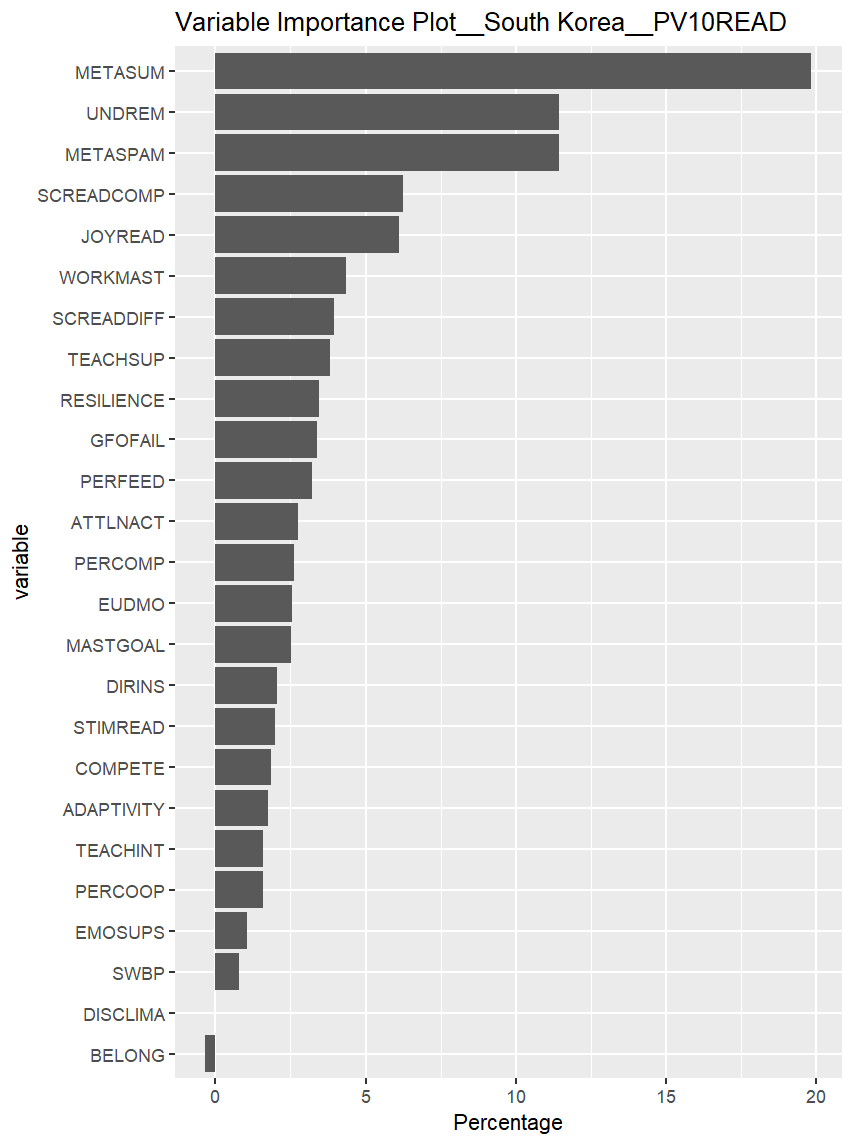 Variable Importance Plot__South Korea__PV10READ
METASUM
UNDREM
METASPAM
SCREADCOMP
JOYREAD
WORKMAST
SCREADDIFF
TEACHSUP
RESILIENCE
GFOFAIL
PERFEED
ATTLNACT
PERCOMP
EUDMO
MASTGOAL
DIRINS
STIMREAD
COMPETE
ADAPTIVITY
TEACHINT
PERCOOP
EMOSUPS
SWBP
DISCLIMA
BELONG
variable
0 5 10 15 20
Percentage